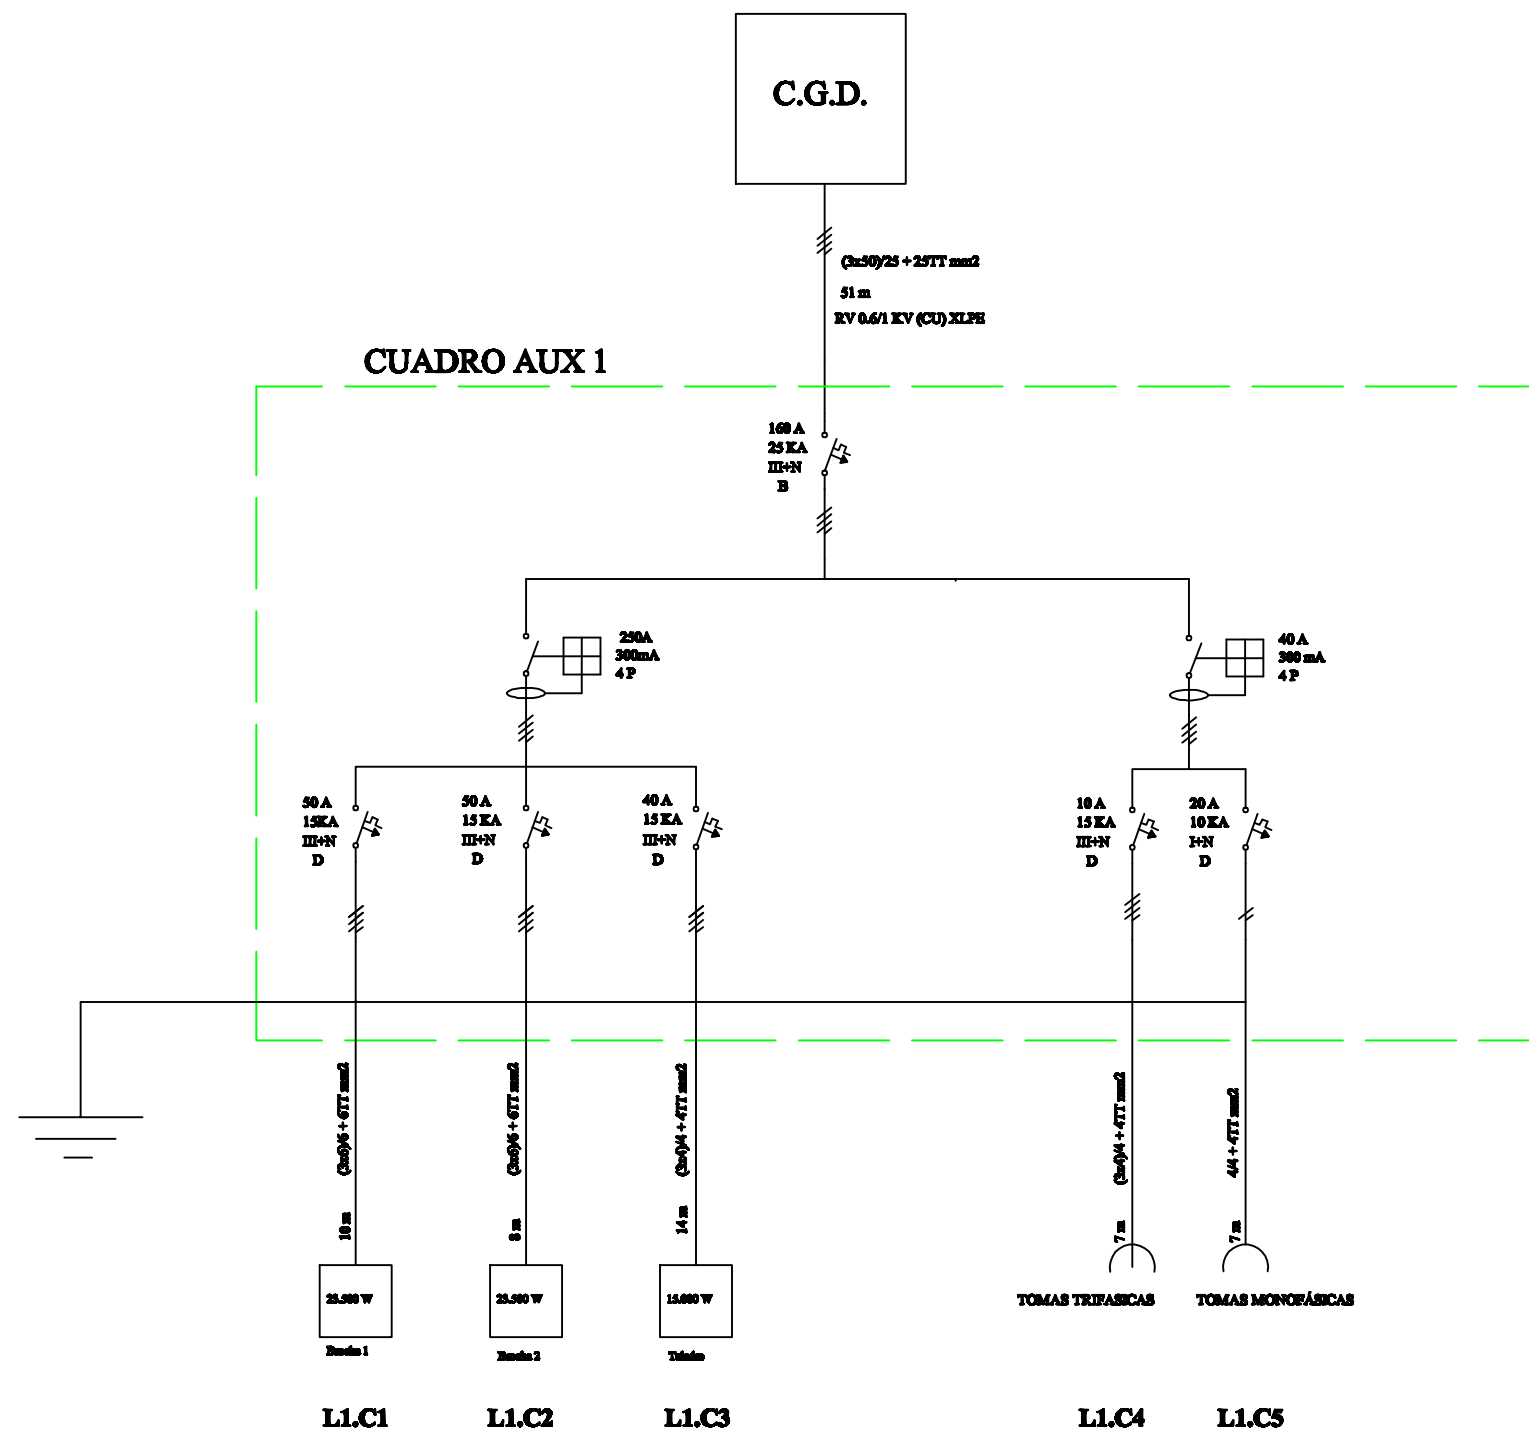 C.G.D.
(3x50)/25 + 25TT mm2
51 m
RV 0.6/1 KV (CU) XLPE
CUADRO AUX 1
160 A
25 KA
III+N
B
250A
300mA
4 P
40 A
300 mA
4 P
50 A
15KA
III+N
D
50 A
15 KA
III+N
D
40 A
15 KA
III+N
D
10 A
15 KA
III+N
D
20 A
10 KA
I+N
D
(3x6)/6 + 6TT mm2
10 m
(3x6)/6 + 6TT mm2
8 m
(3x4)/4 + 4TT mm2
14 m
(3x4)/4 + 4TT mm2
7 m
4/4 + 4TT mm2
7 m
23.500 W
23.500 W
15.000 W
1
2
TOMAS TRIFASICAS
TOMAS MONOFÁSICAS
L1.C1
L1.C2
L1.C3
L1.C4
L1.C5